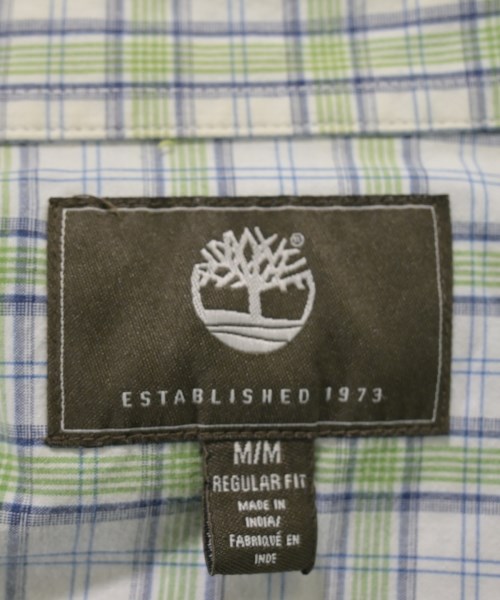 ®
ESTABLISHED 1973
M/M
REGULAR FIT
MADE IN
INDIA/
FABRIQUÉ EN
INDE